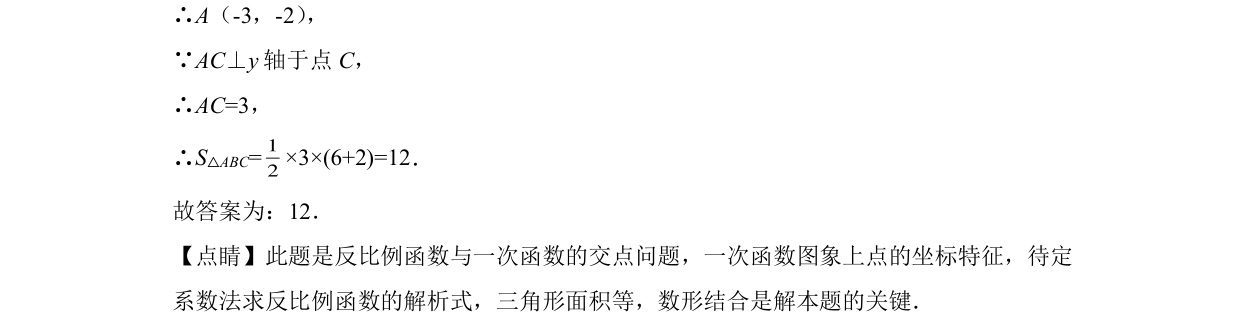 ∴A（-3，-2），
∵AC⊥y 轴于点 C，
∴AC=3，
∴S△ABC=1/2×3×(6+2)=12．
故答案为：12．
【点睛】此题是反比例函数与一次函数的交点问题，一次函数图象上点的坐标特征，待定
系数法求反比例函数的解析式，三角形面积等，数形结合是解本题的关键．